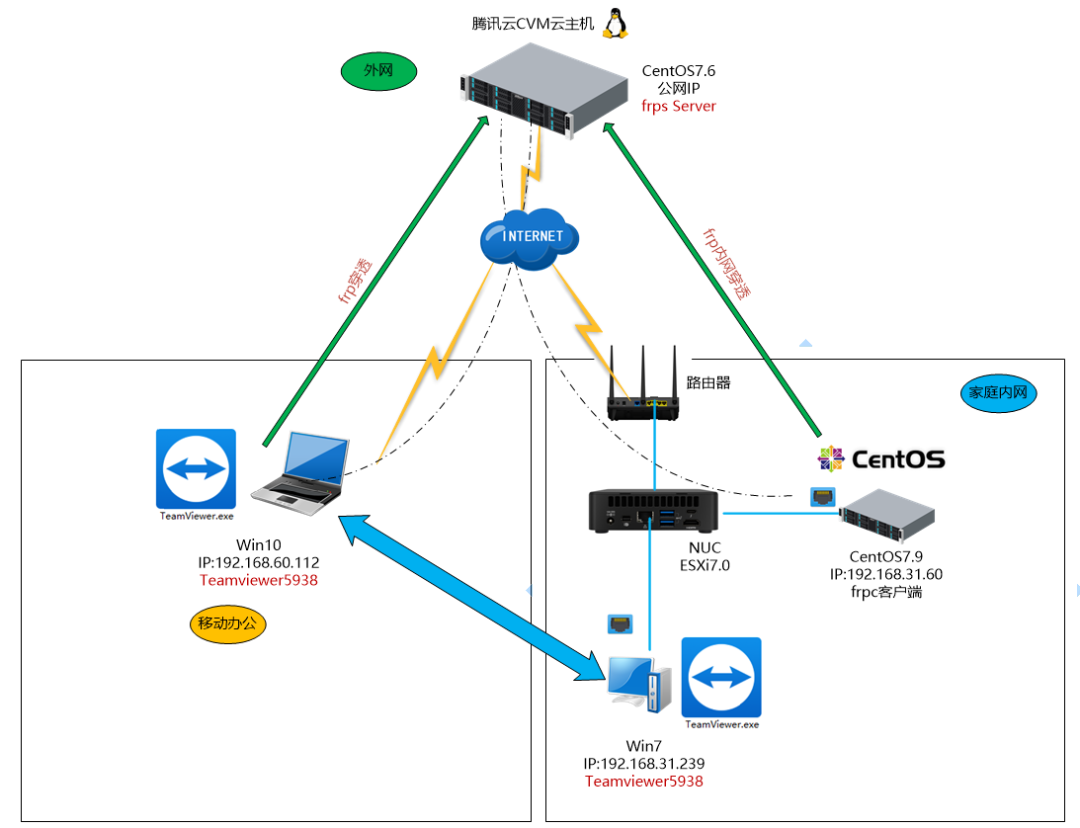 腾讯云CVM云主机
外网
CentOS7.6
公网IP
frps Server
INTERNET
frp穿透
frp内网穿透
路由器
家庭内网
CentOS
TeamViewer.exe
Win10
IP:192.168.60.112
Teamviewer5938
移动办公
NUC
ESXi7.0
CentOS7.9
IP:192.168.31.60
frpc客户端
TeamViewer.exe
Win7
IP:192.168.31.239
Teamviewer5938